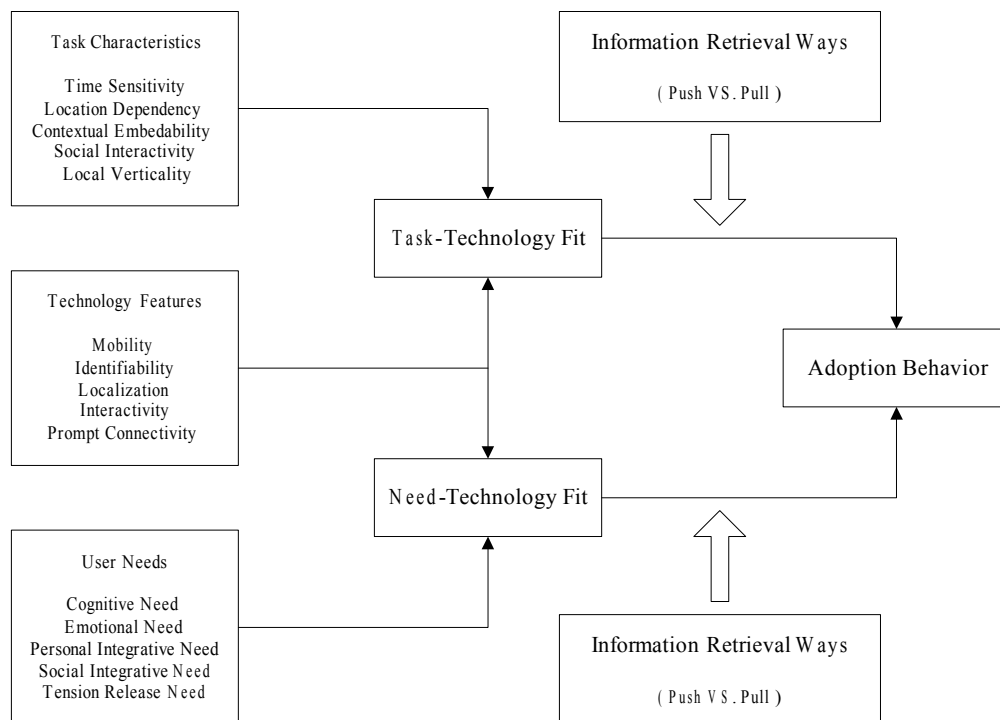 Task Characteristics
Time Sensitivity
Location Dependency
Contextual Embedability
Social Interactivity
Local Verticality
Information Retrieval Ways
( Push VS. Pull )
Task-Technology Fit
Technology Features
Mobility
Identifiability
Localization
Interactivity
Prompt Connectivity
Adoption Behavior
Need-Technology Fit
User Needs
Cognitive Need
Emotional Need
Personal Integrative Need
Social Integrative Need
Tension Release Need
Information Retrieval Ways
( Push VS. Pull )